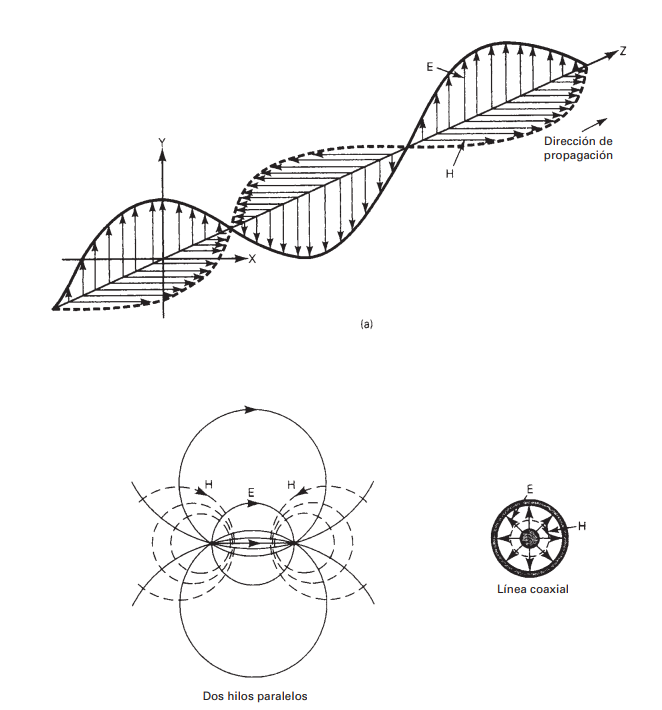 Z
E
Dirección de
propagación
Y
H
X
(a)
H
E
H
E
H
Línea coaxial
Dos hilos paralelos